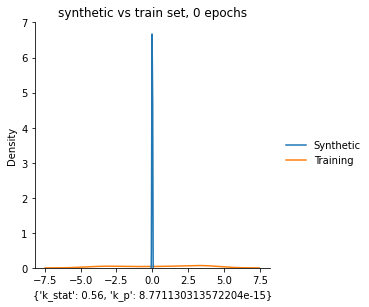 synthetic vs train set, 0 epochs
7
6
5
4
3
2
1
0
Density
Synthetic
Training
−7.5 −5.0 −2.5 0.0 2.5 5.0 7.5
{'k_stat': 0.56, 'k_p': 8.771130313572204e-15}